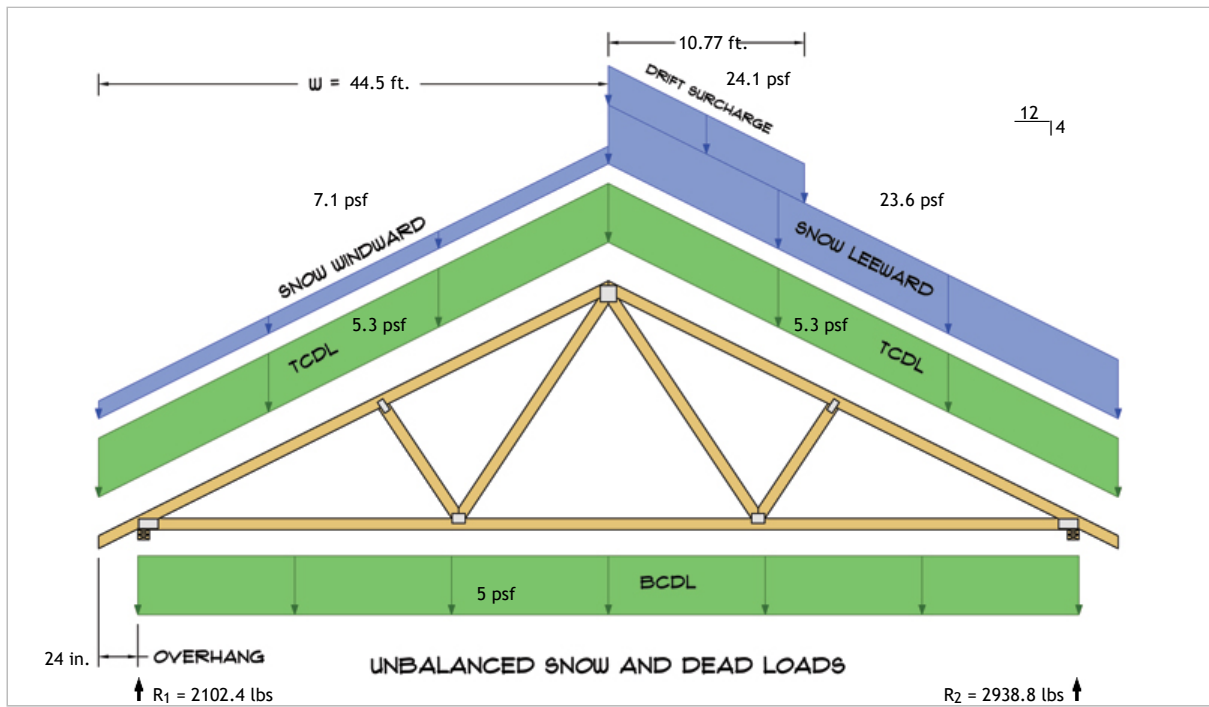 10.77 ft.
W = 44.5 ft.
DRIFT SURCHARGE
24.1 psf
12
4
7.1 psf
23.6 psf
SNOW WINDWARD
SNOW LEEWARD
TCDL
5.3 psf
5.3 psf
TCDL
5 psf
BCDL
24 in.
OVERHANG
UNBALANCED SNOW AND DEAD LOADS
R1 = 2102.4 lbs
R2 = 2938.8 lbs